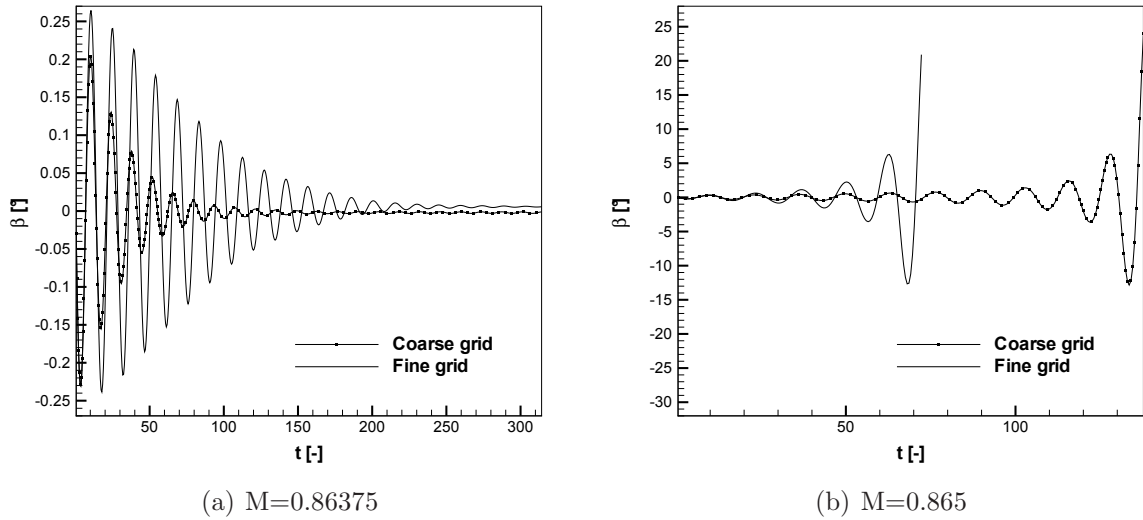 0.25
0.2
0.15
0.1
0.05
0
-0.05
-0.1
-0.15
-0.2
-0.25
β [°]
50 100 150 200 250 300
t [-]
Coarse grid
Fine grid
(a) M=0.86375
25
20
15
10
5
0
-5
-10
-15
-20
-25
-30
β [°]
50 100
t [-]
Coarse grid
Fine grid
(b) M=0.865